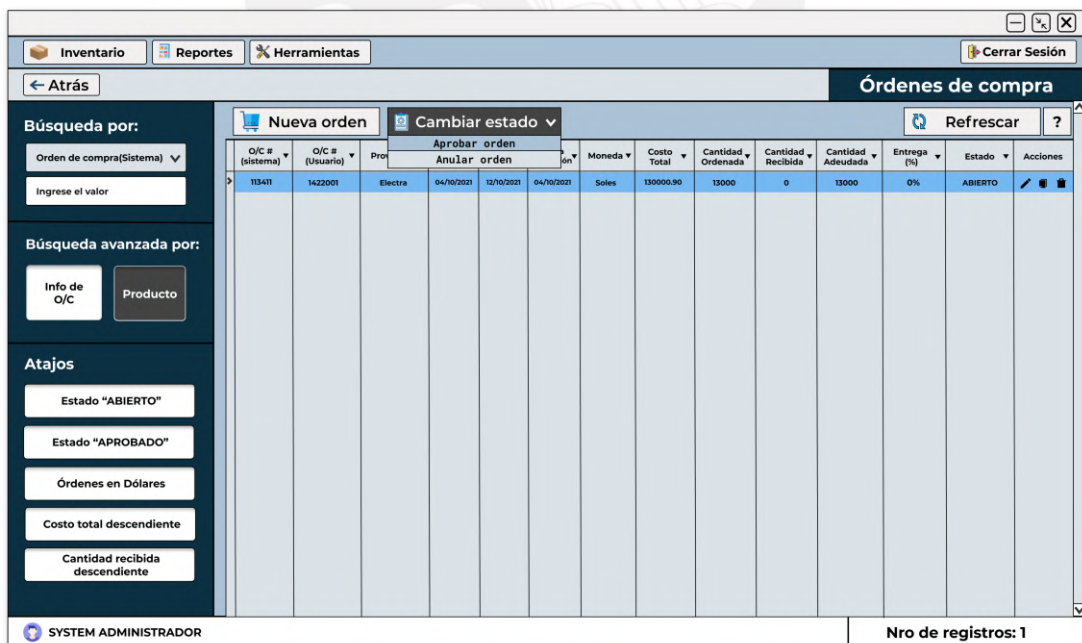 Inventario Reportes Herramientas Cerrar Sesión
Atrás Órdenes de compra
Búsqueda por:
Orden de compra(Sistema)
Ingrese el valor
Búsqueda avanzada por:
Info de
O/C
Producto
Atajos
Estado “ABIERTO”
Estado “APROBADO”
Órdenes en Dólares
Costo total descendiente
Cantidad recibida
descendiente
Nueva orden Cambiar estado Refrescar ?
Aprobar orden
Anular orden
O/C # O/C # Moneda Costo Cantidad Cantidad Cantidad Entrega Estado Acciones
(sistema) (Usuario) Total Ordenada Recibida Adeudada (%)
113411 1422001 Electra 04/10/2021 12/10/2021 04/10/2021 Soles 130000.90 13000 0 13000 0% ABIERTO
SYSTEM ADMINISTRADOR Nro de registros: 1